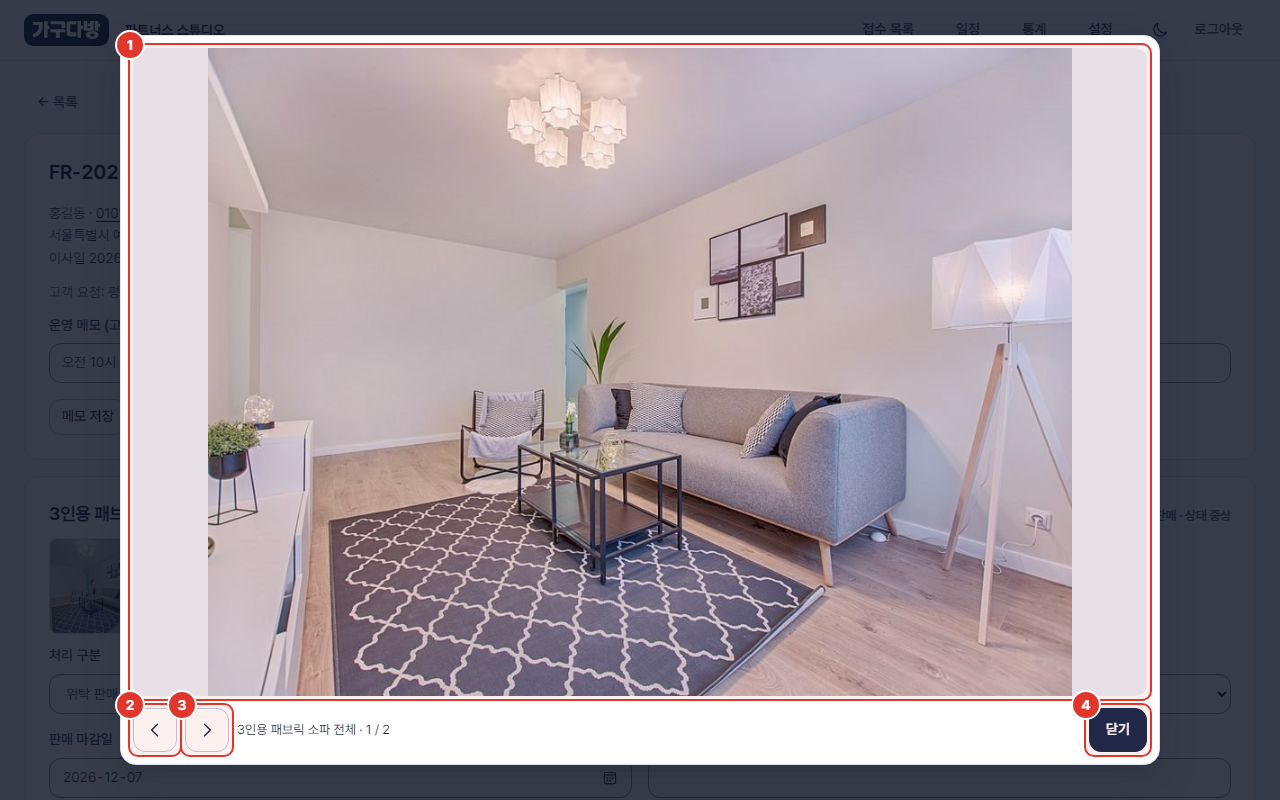 가구다방 파트너스 스튜디오 접수 목록 일정 통계 설정 로그아웃
1
← 목록
FR-202
홍길동 · 010
서울특별시
이사일 2026
고객 요청:
운영 메모 (고
오전 10시
메모 저장
3인용 패브
판매 · 상태 중상
처리 구분
위탁 판매
2 3 4
3인용 패브릭 소파 전체 · 1 / 2
닫기
판매 마감일
2026-12-07